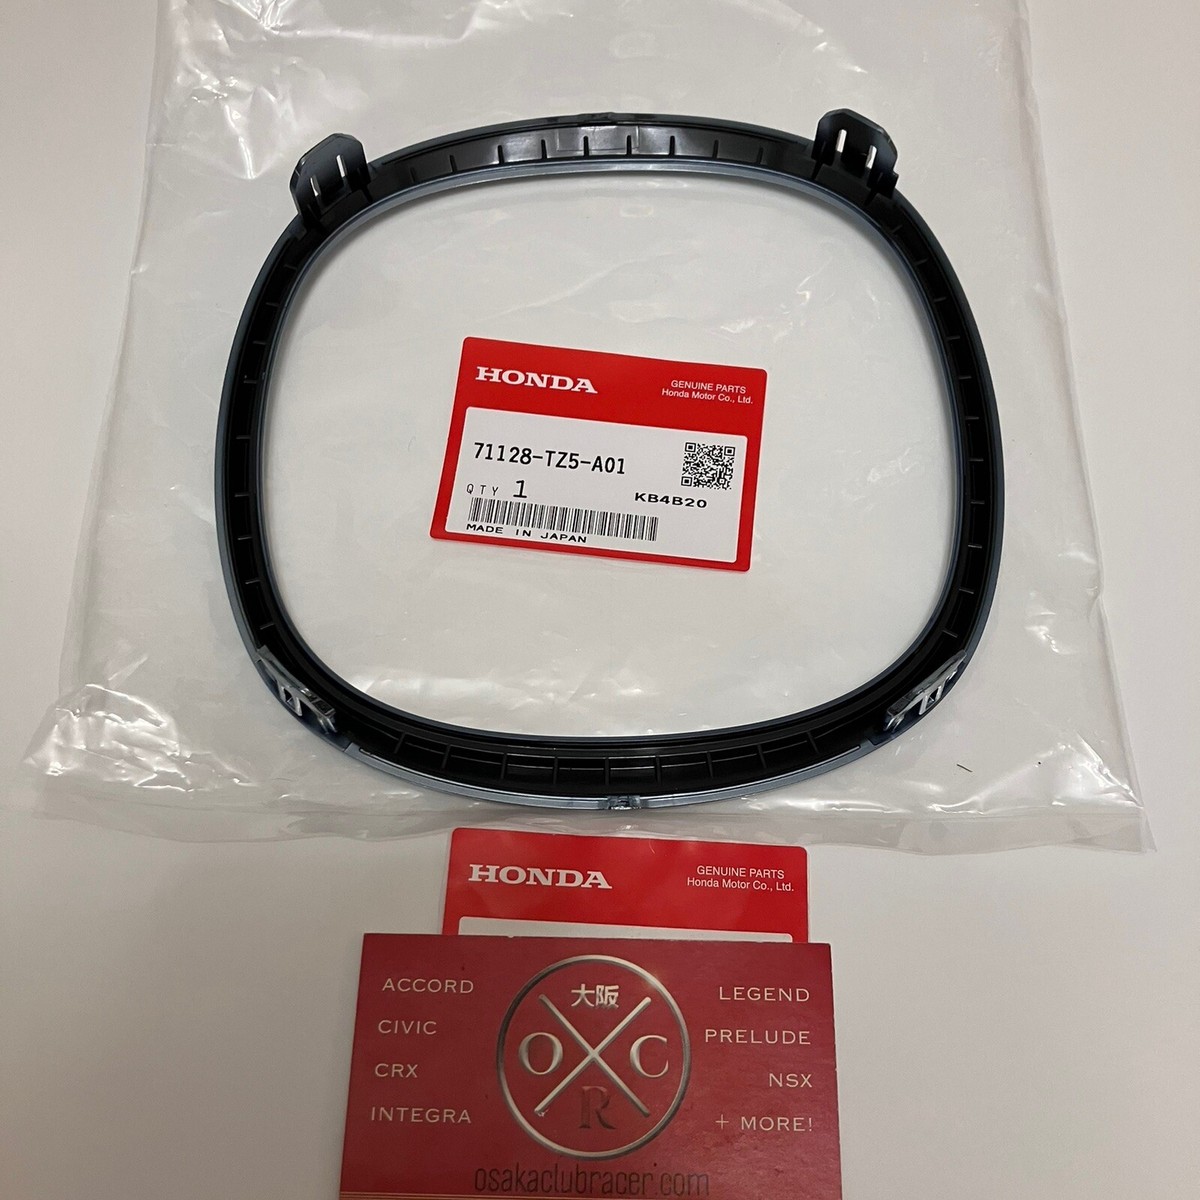 HONDA
GENUINE PARTS
Honda Motor Co., Ltd.
71128-TZ5-A01
QTY 1
KB4B20
MADE IN JAPAN
HONDA
GENUINE PARTS
Honda Motor Co., Ltd.
ACCORD
CIVIC
CRX
INTEGRA
大阪
O C
R
LEGEND
PRELUDE
NSX
+ MORE!
osakaclubracer.com